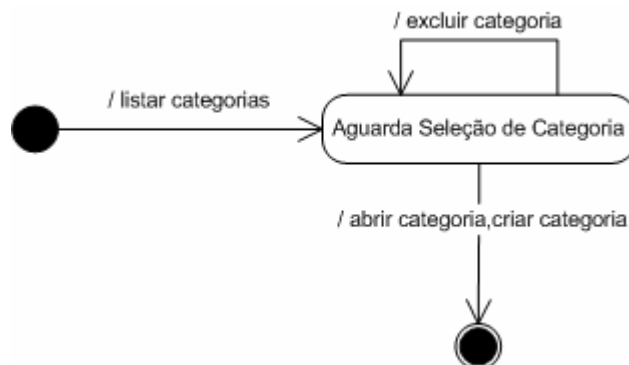 / excluir categoria
/ listar categorias
Aguarda Seleção de Categoria
/ abrir categoria,criar categoria